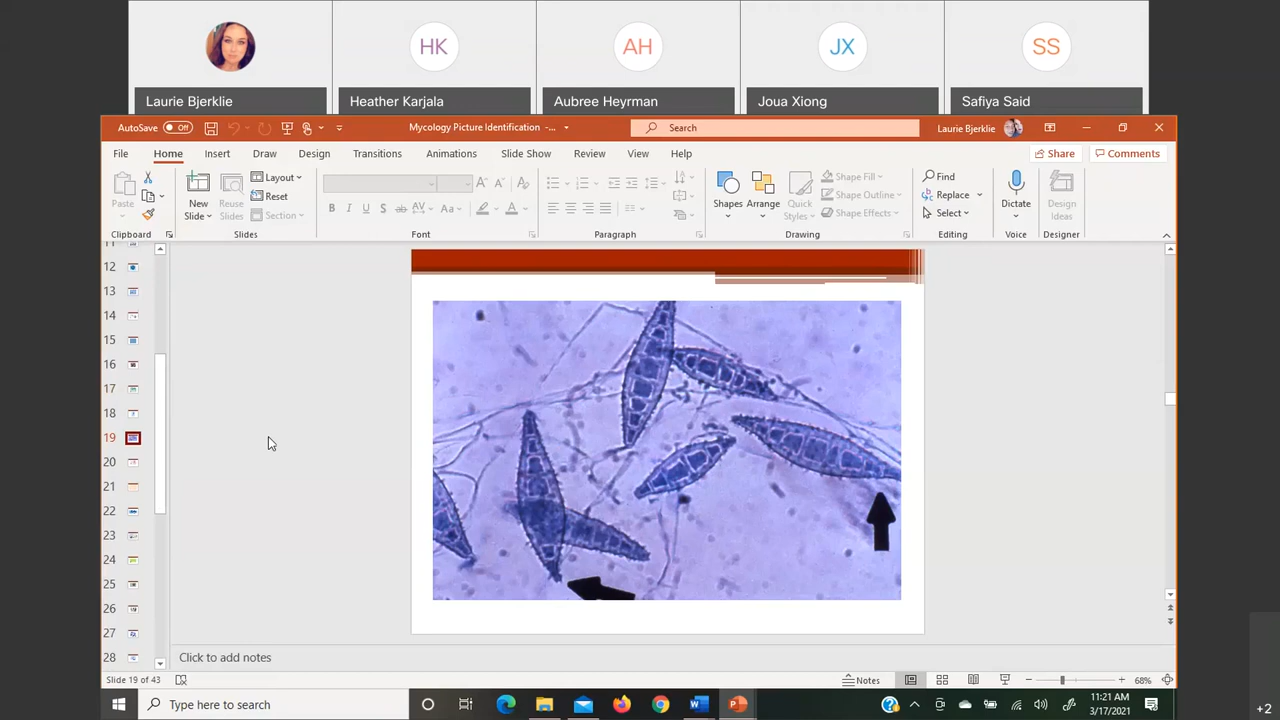 HK
AH
JX
SS
Laurie Bjerklie
Heather Karjala
Aubree Heyrman
Joua Xiong
Safiya Said
AutoSave Off
Mycology Picture Identification -...
Search
Laurie Bjerklie
File Home Insert Draw Design Transitions Animations Slide Show Review View Help
Share Comments
Paste
New Slide
Reuse Slides
Layout
Reset
Section
Shapes
Arrange
Quick Styles
Shape Fill
Shape Outline
Shape Effects
Find
Replace
Select
Dictate
Design Ideas
Clipboard Slides Font Paragraph Drawing Editing Voice Designer
12
13
14
15
16
17
18
19
20
21
22
23
24
25
26
27
28
Click to add notes
Slide 19 of 43
Notes
68%
Type here to search
11:21 AM
3/17/2021
+2